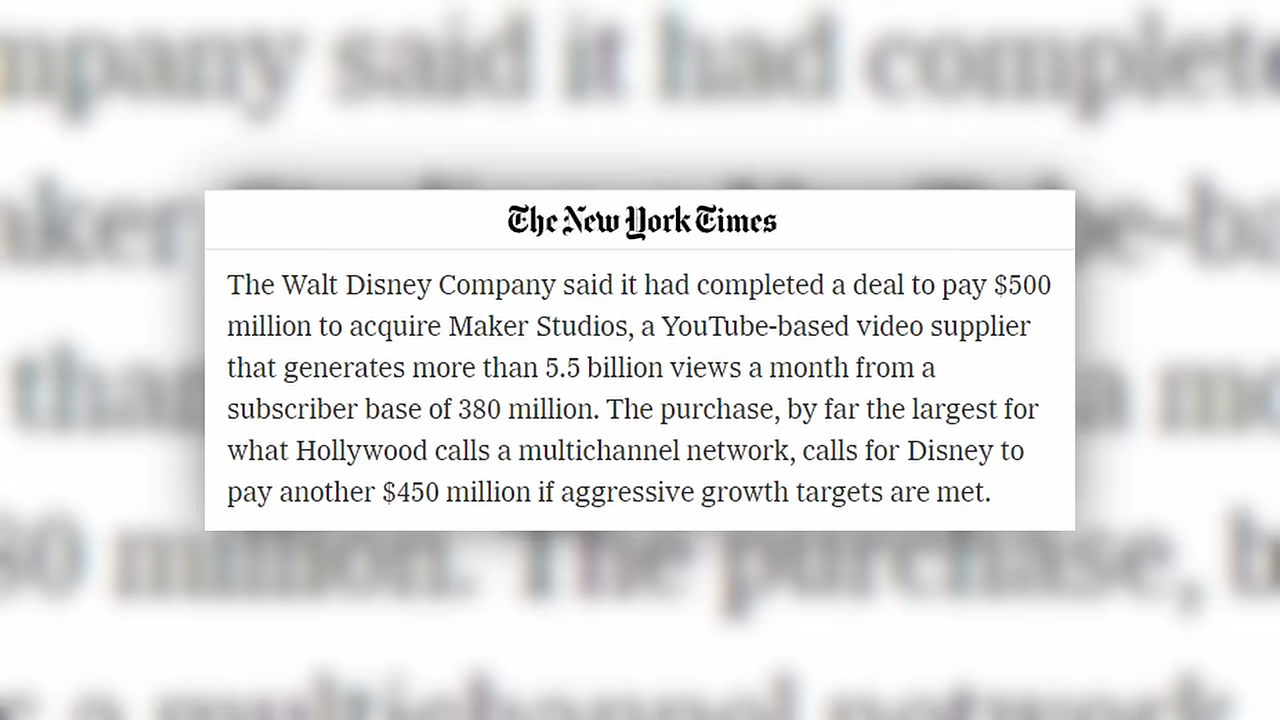 The New York Times
The Walt Disney Company said it had completed a deal to pay $500
million to acquire Maker Studios, a YouTube-based video supplier
that generates more than 5.5 billion views a month from a
subscriber base of 380 million. The purchase, by far the largest for
what Hollywood calls a multichannel network, calls for Disney to
pay another $450 million if aggressive growth targets are met.